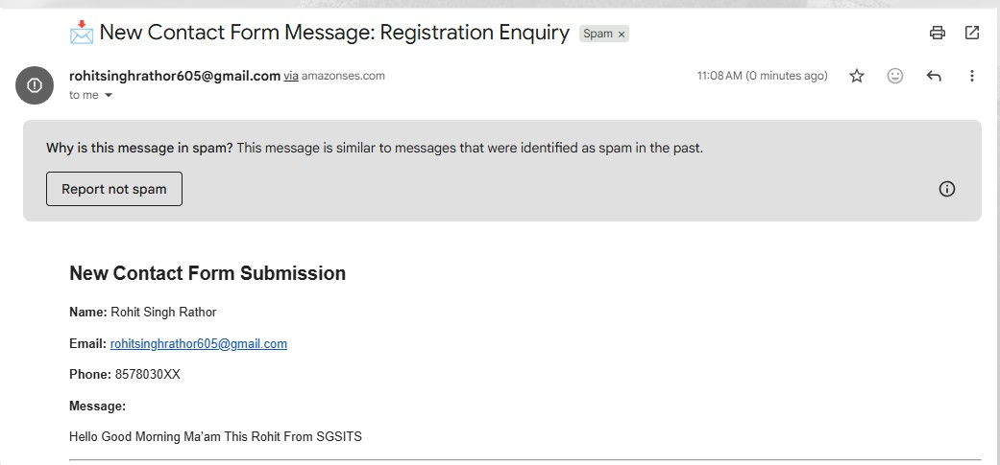 New Contact Form Message: Registration Enquiry Spam ×
rohitsinghrathor605@gmail.com via amazonses.com 11:08 AM (0 minutes ago)
to me
Why is this message in spam? This message is similar to messages that were identified as spam in the past.
Report not spam
New Contact Form Submission
Name: Rohit Singh Rathor
Email: rohitsinghrathor605@gmail.com
Phone: 8578030XX
Message:
Hello Good Morning Ma'am This Rohit From SGSITS